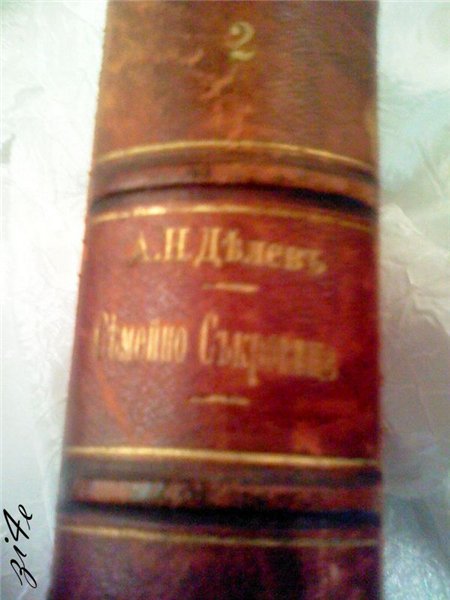 2
А. Н. Дѣлевъ
Сѣмейно Съкровище
zi4e